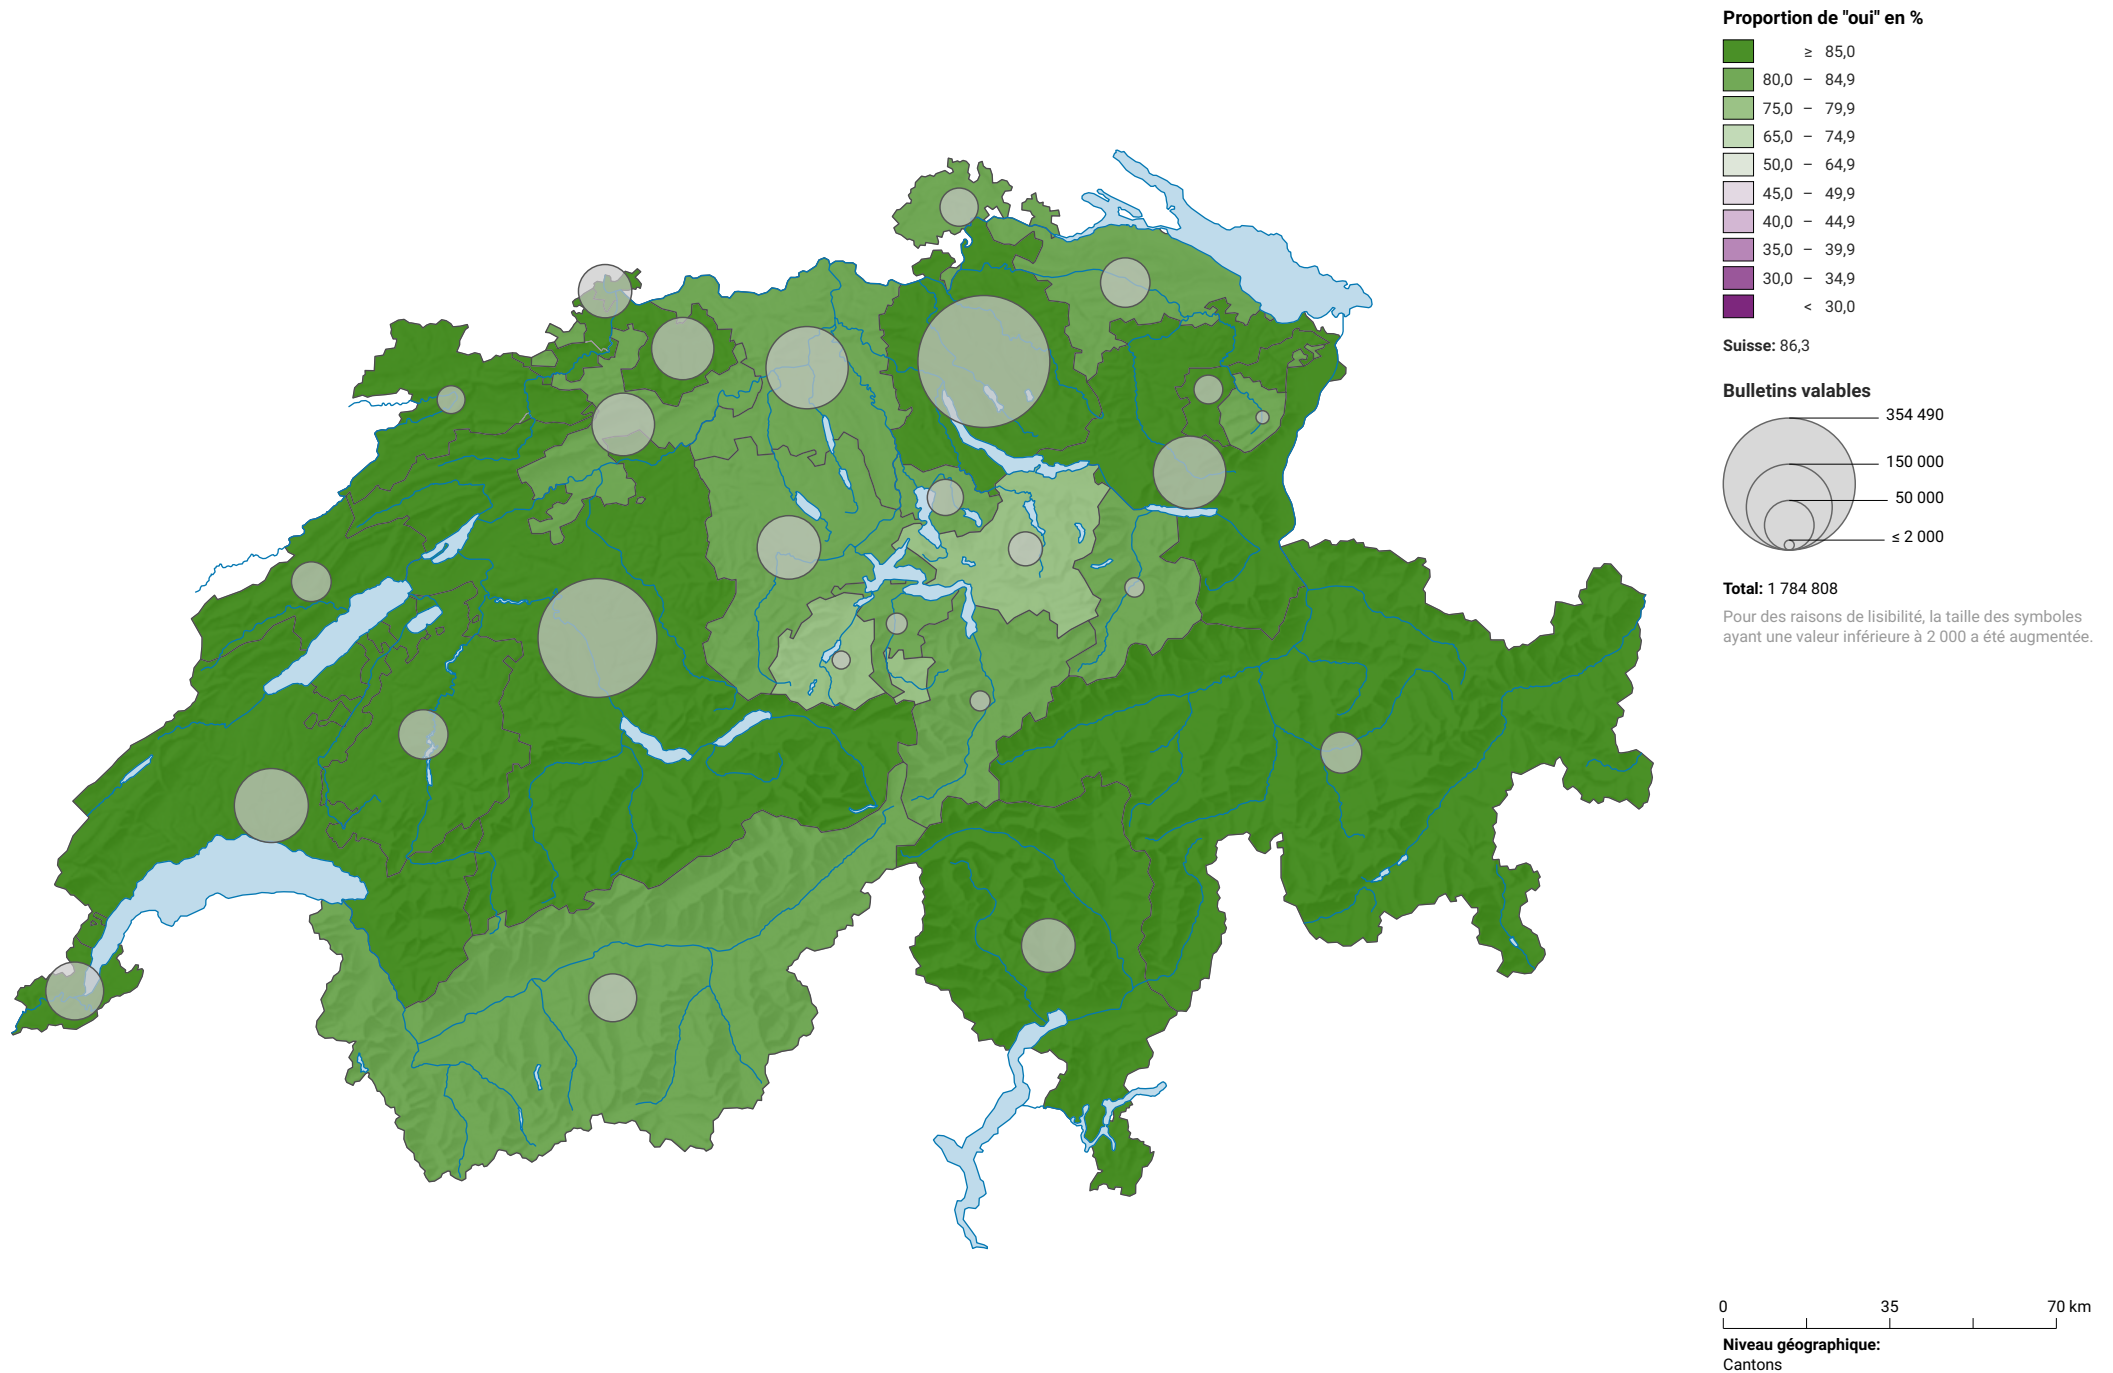 Proportion de "oui" en %
≥ 85,0
80,0 – 84,9
75,0 – 79,9
65,0 – 74,9
50,0 – 64,9
45,0 – 49,9
40,0 – 44,9
35,0 – 39,9
30,0 – 34,9
< 30,0
Suisse: 86,3
Bulletins valables
354 490
150 000
50 000
≤ 2 000
Total: 1 784 808
Pour des raisons de lisibilité, la taille des symboles
ayant une valeur inférieure à 2 000 a été augmentée.
0 35 70 km
Niveau géographique:
Cantons